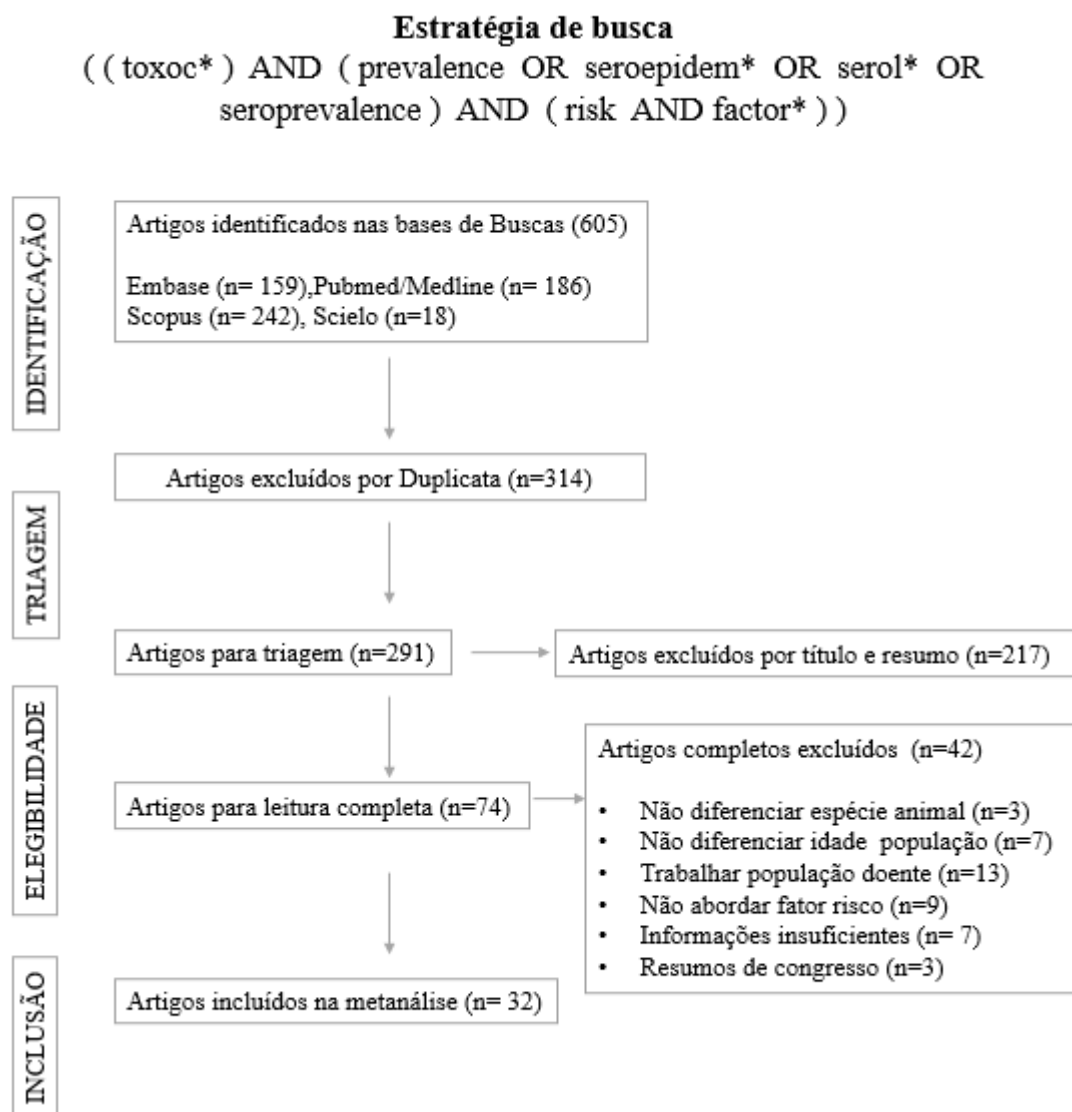 Estratégia de busca
( ( toxoc* ) AND ( prevalence OR seroepidem* OR serol* OR
seroprevalence ) AND ( risk AND factor* ) )
IDENTIFICAÇÃO
Artigos identificados nas bases de Buscas (605)
Embase (n= 159),Pubmed/Medline (n= 186)
Scopus (n= 242), Scielo (n=18)
Artigos excluídos por Duplicata (n=314)
TRIAGEM
Artigos para triagem (n=291)
Artigos excluídos por título e resumo (n=217)
ELEGIBILIDADE
Artigos para leitura completa (n=74)
Artigos completos excluídos (n=42)
• Não diferenciar espécie animal (n=3)
• Não diferenciar idade população (n=7)
• Trabalhar população doente (n=13)
• Não abordar fator risco (n=9)
• Informações insuficientes (n= 7)
• Resumos de congresso (n=3)
INCLUSÃO
Artigos incluídos na metanálise (n= 32)